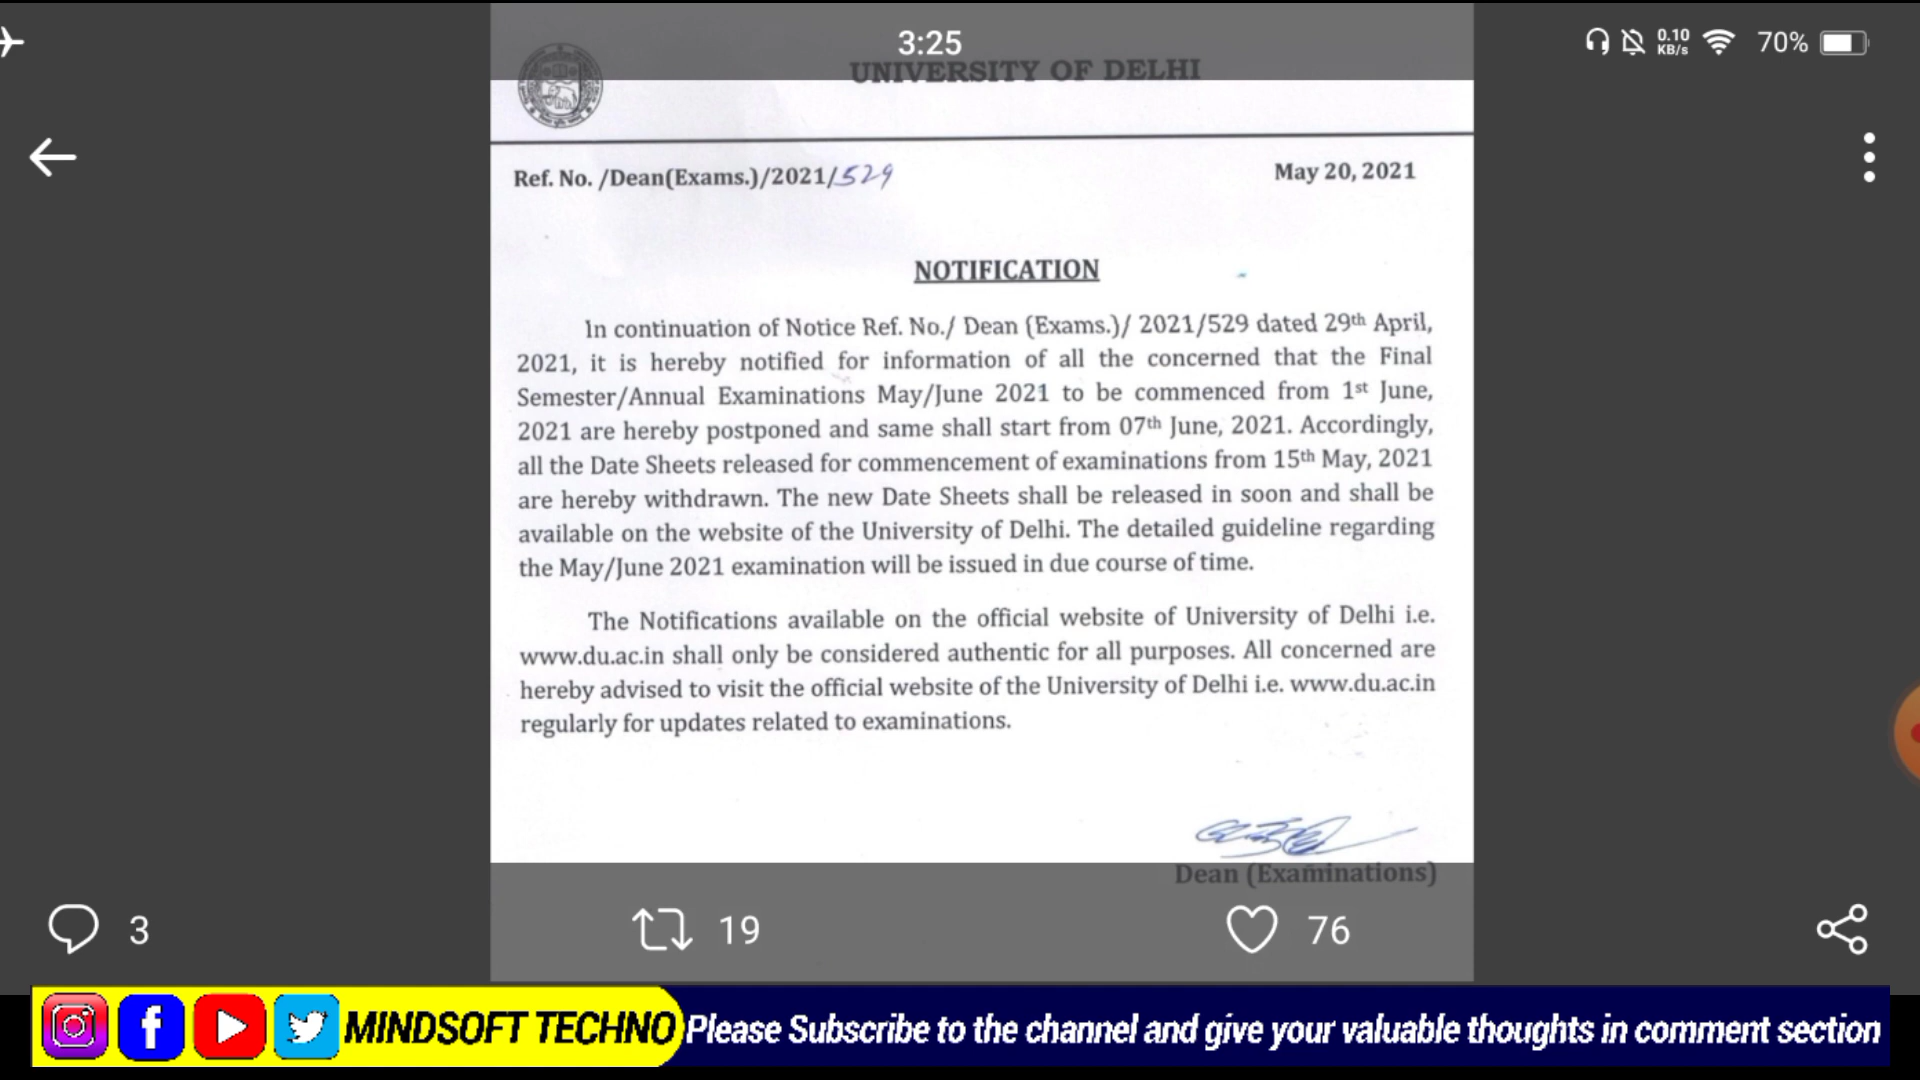 3:25
0.10
KB/s
70%
UNIVERSITY OF DELHI
Ref. No. /Dean(Exams.)/2021/529
May 20, 2021
NOTIFICATION
In continuation of Notice Ref. No./ Dean (Exams.)/ 2021/529 dated 29th April,
2021, it is hereby notified for information of all the concerned that the Final
Semester/Annual Examinations May/June 2021 to be commenced from 1st June,
2021 are hereby postponed and same shall start from 07th June, 2021. Accordingly,
all the Date Sheets released for commencement of examinations from 15th May, 2021
are hereby withdrawn. The new Date Sheets shall be released in soon and shall be
available on the website of the University of Delhi. The detailed guideline regarding
the May/June 2021 examination will be issued in due course of time.
The Notifications available on the official website of University of Delhi i.e.
www.du.ac.in shall only be considered authentic for all purposes. All concerned are
hereby advised to visit the official website of the University of Delhi i.e. www.du.ac.in
regularly for updates related to examinations.
Dean (Examinations)
3
19
76
MINDSOFT TECHNO
Please Subscribe to the channel and give your valuable thoughts in comment section